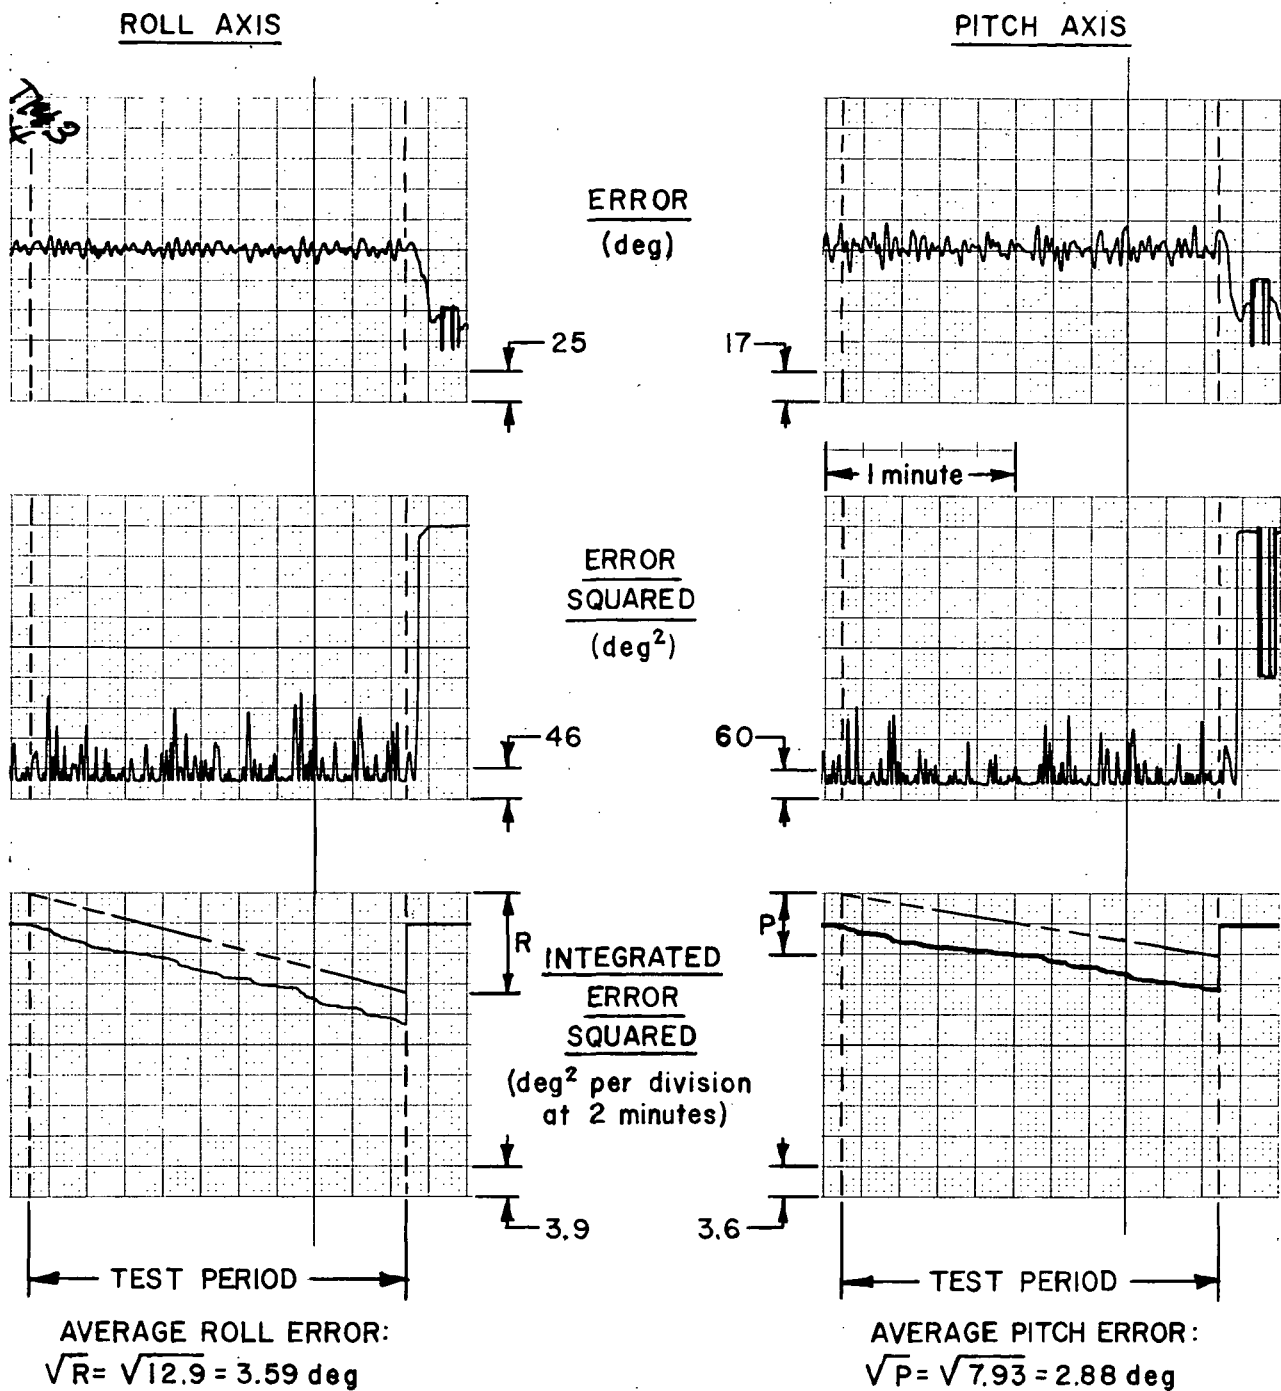 ROLL AXIS
PITCH AXIS
ERROR
(deg)
25
17
1 minute
ERROR
SQUARED
(deg²)
46
60
R
P
INTEGRATED
ERROR
SQUARED
(deg² per division
at 2 minutes)
3.9
3.6
TEST PERIOD
TEST PERIOD
AVERAGE ROLL ERROR:
√R = √12.9 = 3.59 deg
AVERAGE PITCH ERROR:
√P = √7.93 = 2.88 deg